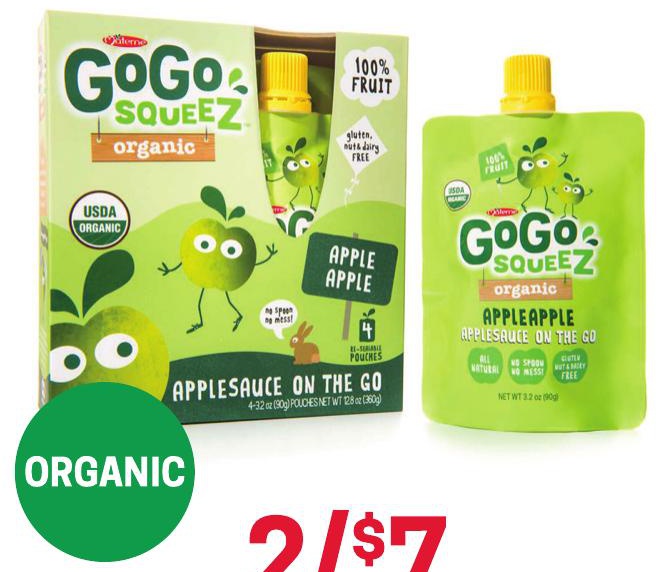 Materne
GoGo
SQUEEZ
organic
USDA
ORGANIC
100%
FRUIT
gluten,
nut & dairy
FREE
APPLE
APPLE
no spoon
no mess!
4
RE-SEALABLE
POUCHES
APPLESAUCE ON THE GO
4-3.2 oz (90g) POUCHES NET WT 12.8 oz (360g)
100%
FRUIT
USDA
ORGANIC
Materne
GoGo
SQUEEZ
organic
APPLEAPPLE
APPLESAUCE ON THE GO
ALL
NATURAL
NO SPOON
NO MESS!
GLUTEN
NUT & DAIRY
FREE
NET WT 3.2 oz (90g)
ORGANIC
2/$7